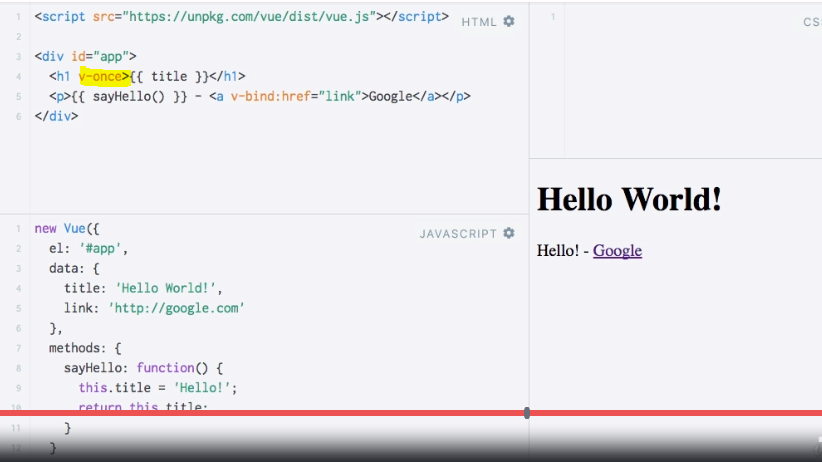 1 <script src="https://unpkg.com/vue/dist/vue.js"></script>
HTML
2
3 <div id="app">
4 <h1 v-once>{{ title }}</h1>
5 <p>{{ sayHello() }} - <a v-bind:href="link">Google</a></p>
6 </div>
1 new Vue({
JAVASCRIPT
2 el: '#app',
3 data: {
4 title: 'Hello World!',
5 link: 'http://google.com'
6 },
7 methods: {
8 sayHello: function() {
9 this.title = 'Hello!';
10 return this.title;
11 }
12 }
1
CS
Hello World!
Hello! - Google